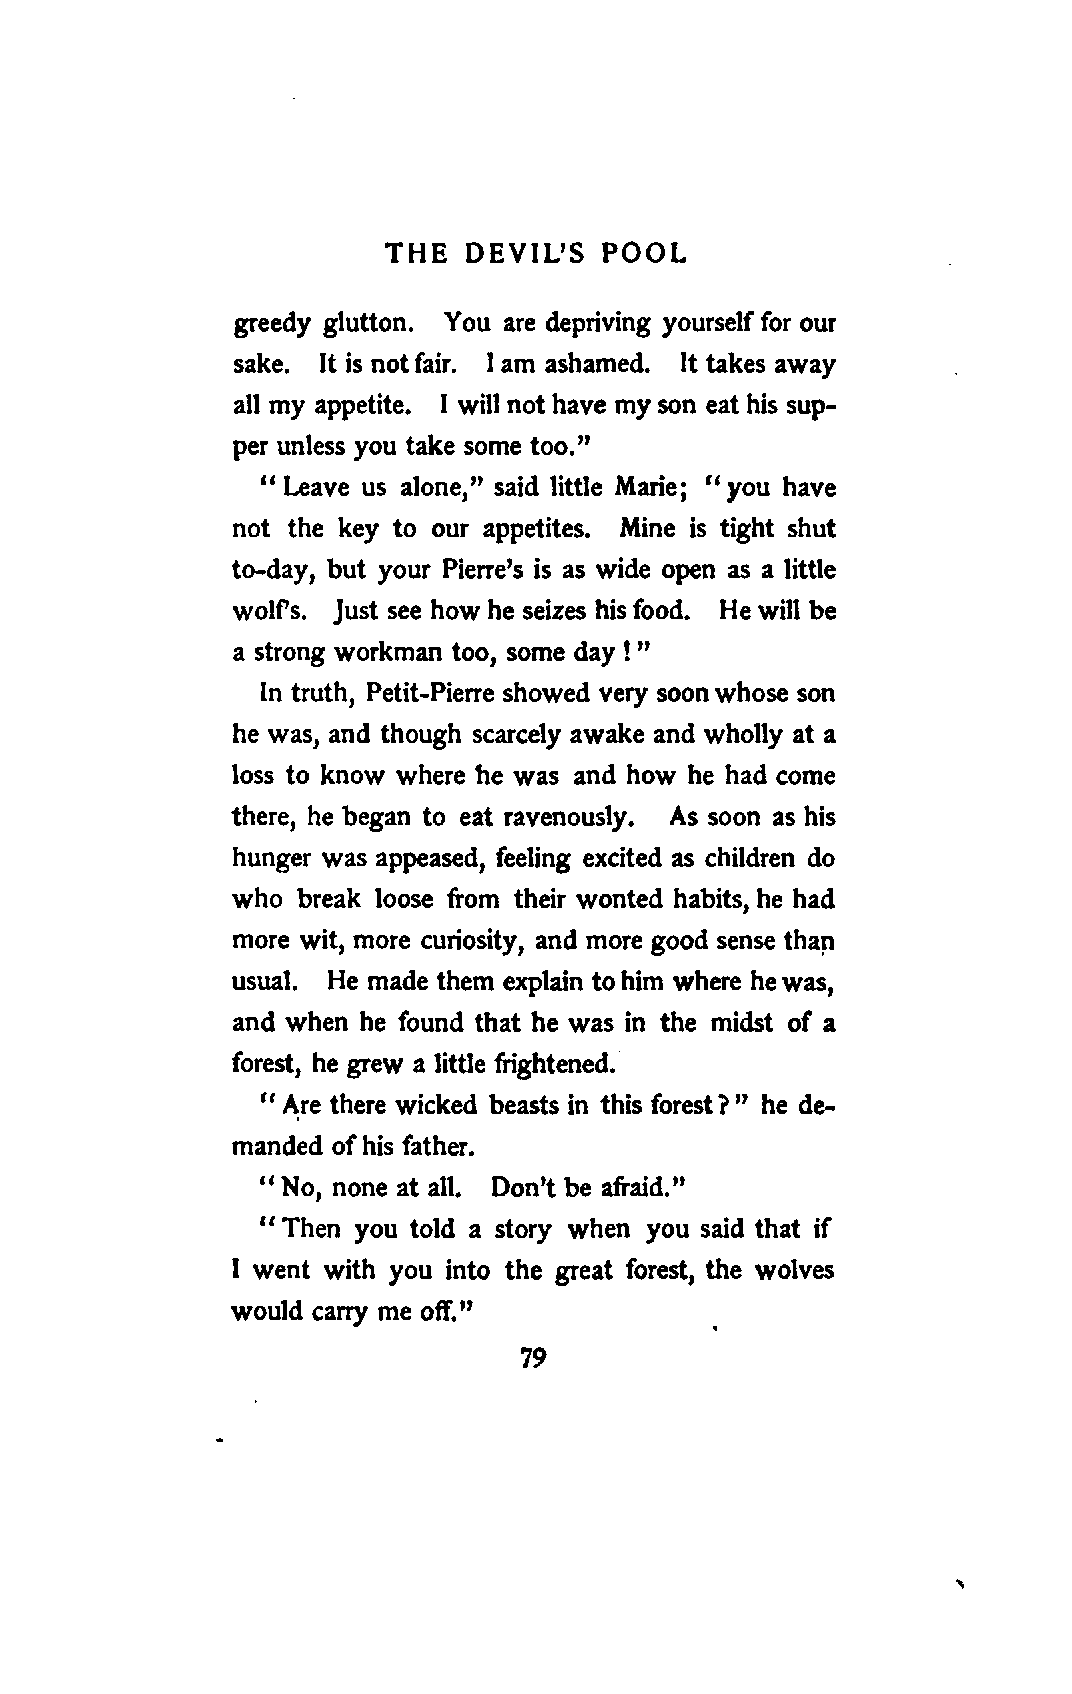 THE DEVIL'S POOL
greedy glutton. You are depriving yourself for our
sake. It is not fair. I am ashamed. It takes away
all my appetite. I will not have my son eat his sup-
per unless you take some too."
"Leave us alone," said little Marie; "you have
not the key to our appetites. Mine is tight shut
to-day, but your Pierre's is as wide open as a little
wolf's. Just see how he seizes his food. He will be
a strong workman too, some day!"
In truth, Petit-Pierre showed very soon whose son
he was, and though scarcely awake and wholly at a
loss to know where he was and how he had come
there, he began to eat ravenously. As soon as his
hunger was appeased, feeling excited as children do
who break loose from their wonted habits, he had
more wit, more curiosity, and more good sense than
usual. He made them explain to him where he was,
and when he found that he was in the midst of a
forest, he grew a little frightened.
"Are there wicked beasts in this forest?" he de-
manded of his father.
"No, none at all. Don't be afraid."
"Then you told a story when you said that if
I went with you into the great forest, the wolves
would carry me off."
79